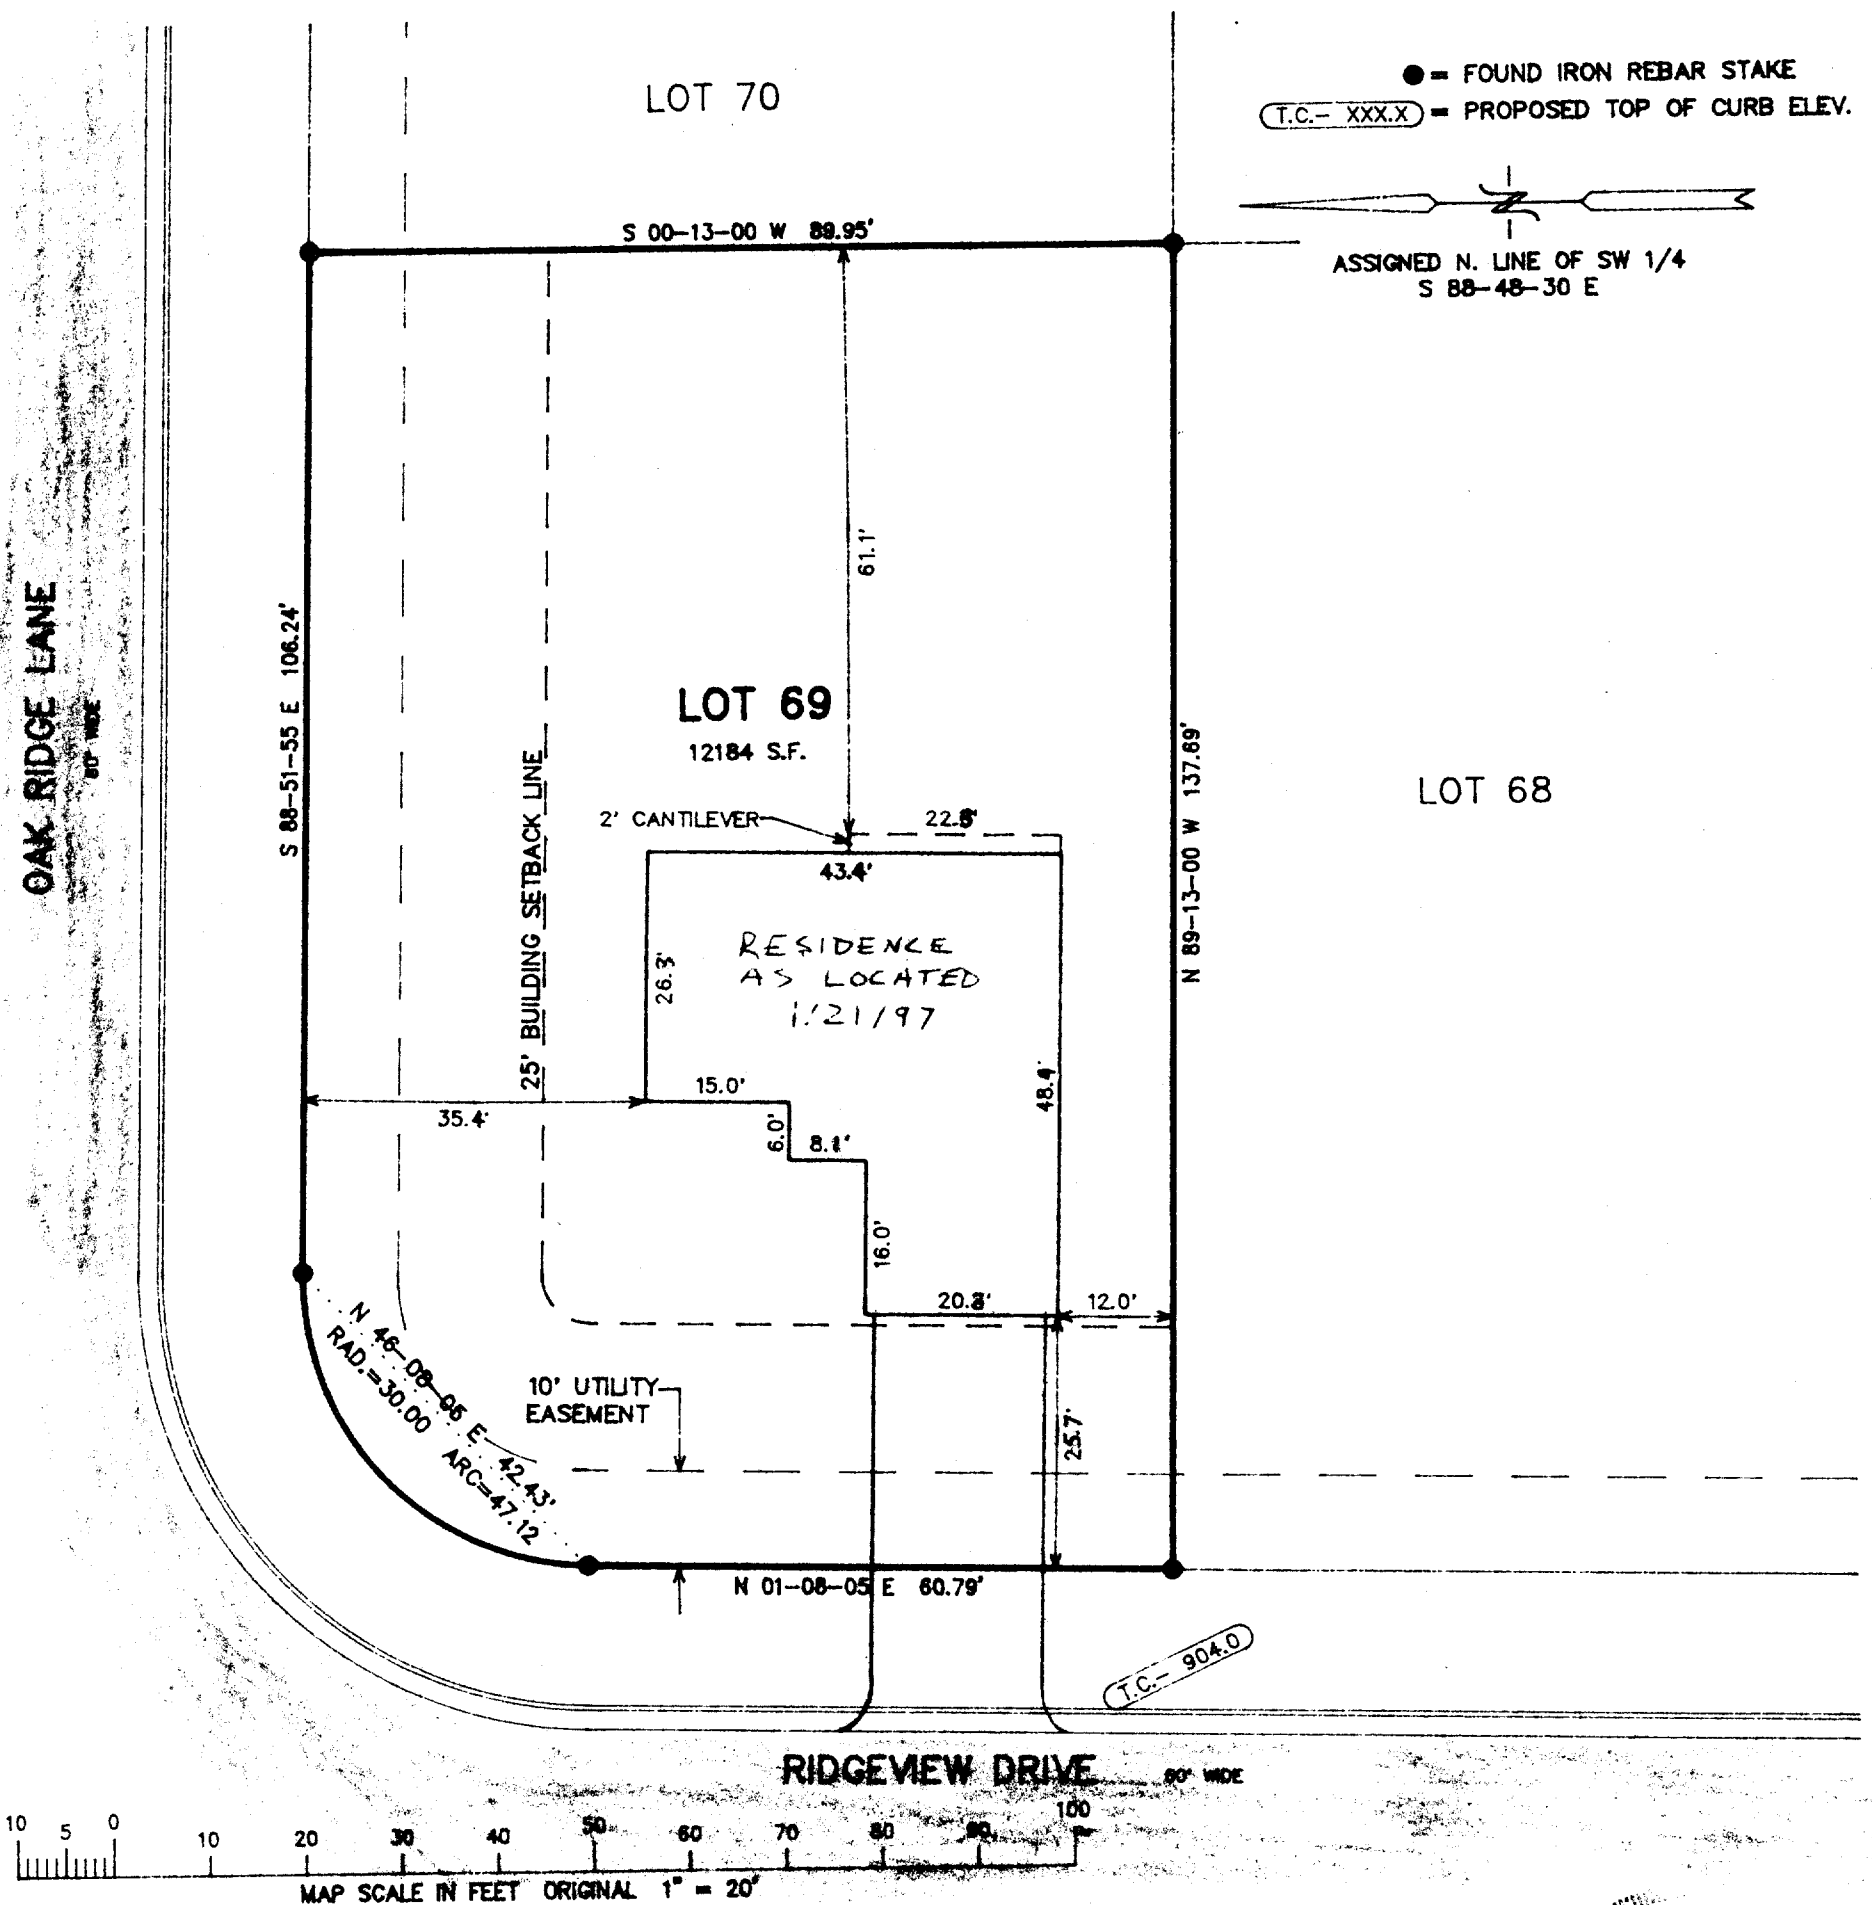 LOT 70
● = FOUND IRON REBAR STAKE
T.C.- XXX.X = PROPOSED TOP OF CURB ELEV.
ASSIGNED N. LINE OF SW 1/4
S 88-48-30 E
S 00-13-00 W 89.95'
OAK RIDGE LANE
WIDE
S 88-51-55 E 106.24'
61.1'
LOT 69
12184 S.F.
N 89-13-00 W 137.69'
LOT 68
25' BUILDING SETBACK LINE
2' CANTILEVER
43.4'
RESIDENCE
AS LOCATED
1/21/97
26.3'
48.4'
35.4'
15.0'
6.0'
8.1'
16.0'
20.3'
12.0'
25.7'
N 46-08-05 E 42.43'
RAD.=30.00 ARC=47.12
10' UTILITY
EASEMENT
N 01-08-05 E 60.79'
T.C.- 904.0
RIDGEVIEW DRIVE
WIDE
10 5 0 10 20 30 40 50 60 70 80 90 100
MAP SCALE IN FEET ORIGINAL 1" = 20'